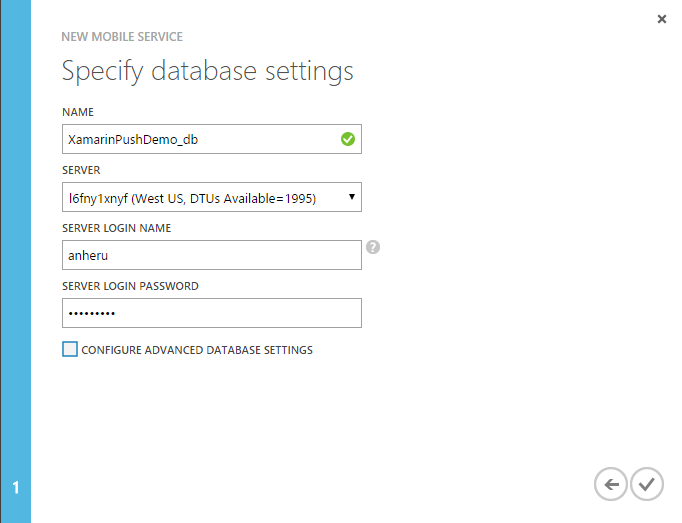 NEW MOBILE SERVICE
Specify database settings
NAME
XamarinPushDemo_db
SERVER
l6fny1xnyf (West US, DTUs Available=1995)
SERVER LOGIN NAME
anheru
?
SERVER LOGIN PASSWORD
•••••••••
CONFIGURE ADVANCED DATABASE SETTINGS
1